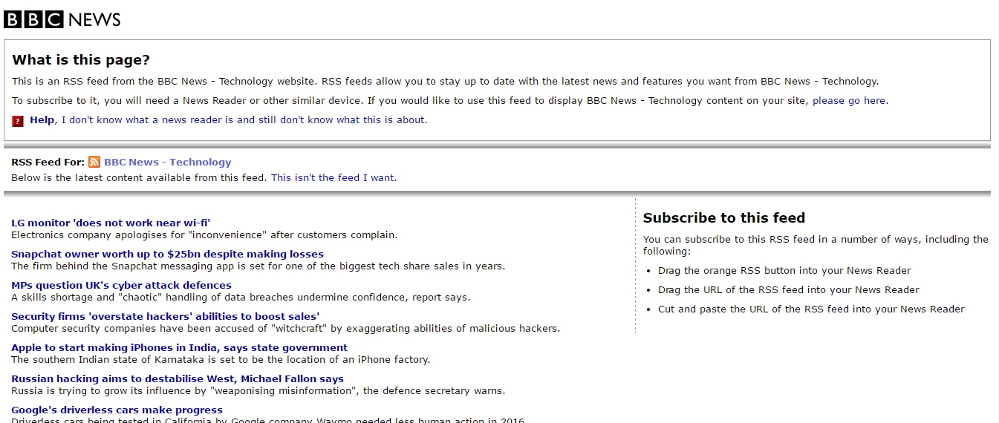 BBC NEWS
What is this page?
This is an RSS feed from the BBC News - Technology website. RSS feeds allow you to stay up to date with the latest news and features you want from BBC News - Technology.
To subscribe to it, you will need a News Reader or other similar device. If you would like to use this feed to display BBC News - Technology content on your site, please go here.
? Help, I don't know what a news reader is and still don't know what this is about.
RSS Feed For: BBC News - Technology
Below is the latest content available from this feed. This isn't the feed I want.
LG monitor 'does not work near wi-fi'
Electronics company apologises for "inconvenience" after customers complain.
Snapchat owner worth up to $25bn despite making losses
The firm behind the Snapchat messaging app is set for one of the biggest tech share sales in years.
MPs question UK's cyber attack defences
A skills shortage and "chaotic" handling of data breaches undermine confidence, report says.
Security firms 'overstate hackers' abilities to boost sales'
Computer security companies have been accused of "witchcraft" by exaggerating abilities of malicious hackers.
Apple to start making iPhones in India, says state government
The southern Indian state of Karnataka is set to be the location of an iPhone factory.
Russian hacking aims to destabilise West, Michael Fallon says
Russia is trying to grow its influence by "weaponising misinformation", the defence secretary warns.
Google's driverless cars make progress
Driverless cars being tested in California by Google company Waymo needed less human action in 2016.
Subscribe to this feed
You can subscribe to this RSS feed in a number of ways, including the
following:
• Drag the orange RSS button into your News Reader
• Drag the URL of the RSS feed into your News Reader
• Cut and paste the URL of the RSS feed into your News Reader